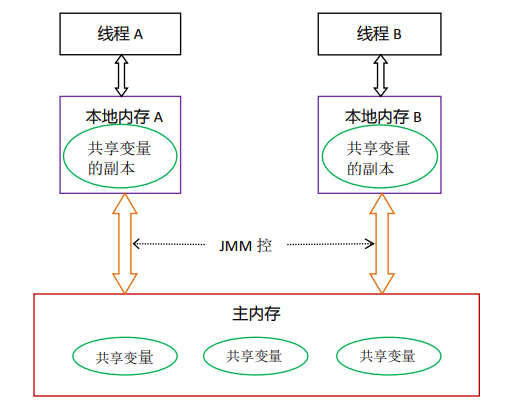 线程 A
线程 B
本地内存 A
共享变量
的副本
本地内存 B
共享变量
的副本
JMM 控
主内存
共享变量
共享变量
共享变量